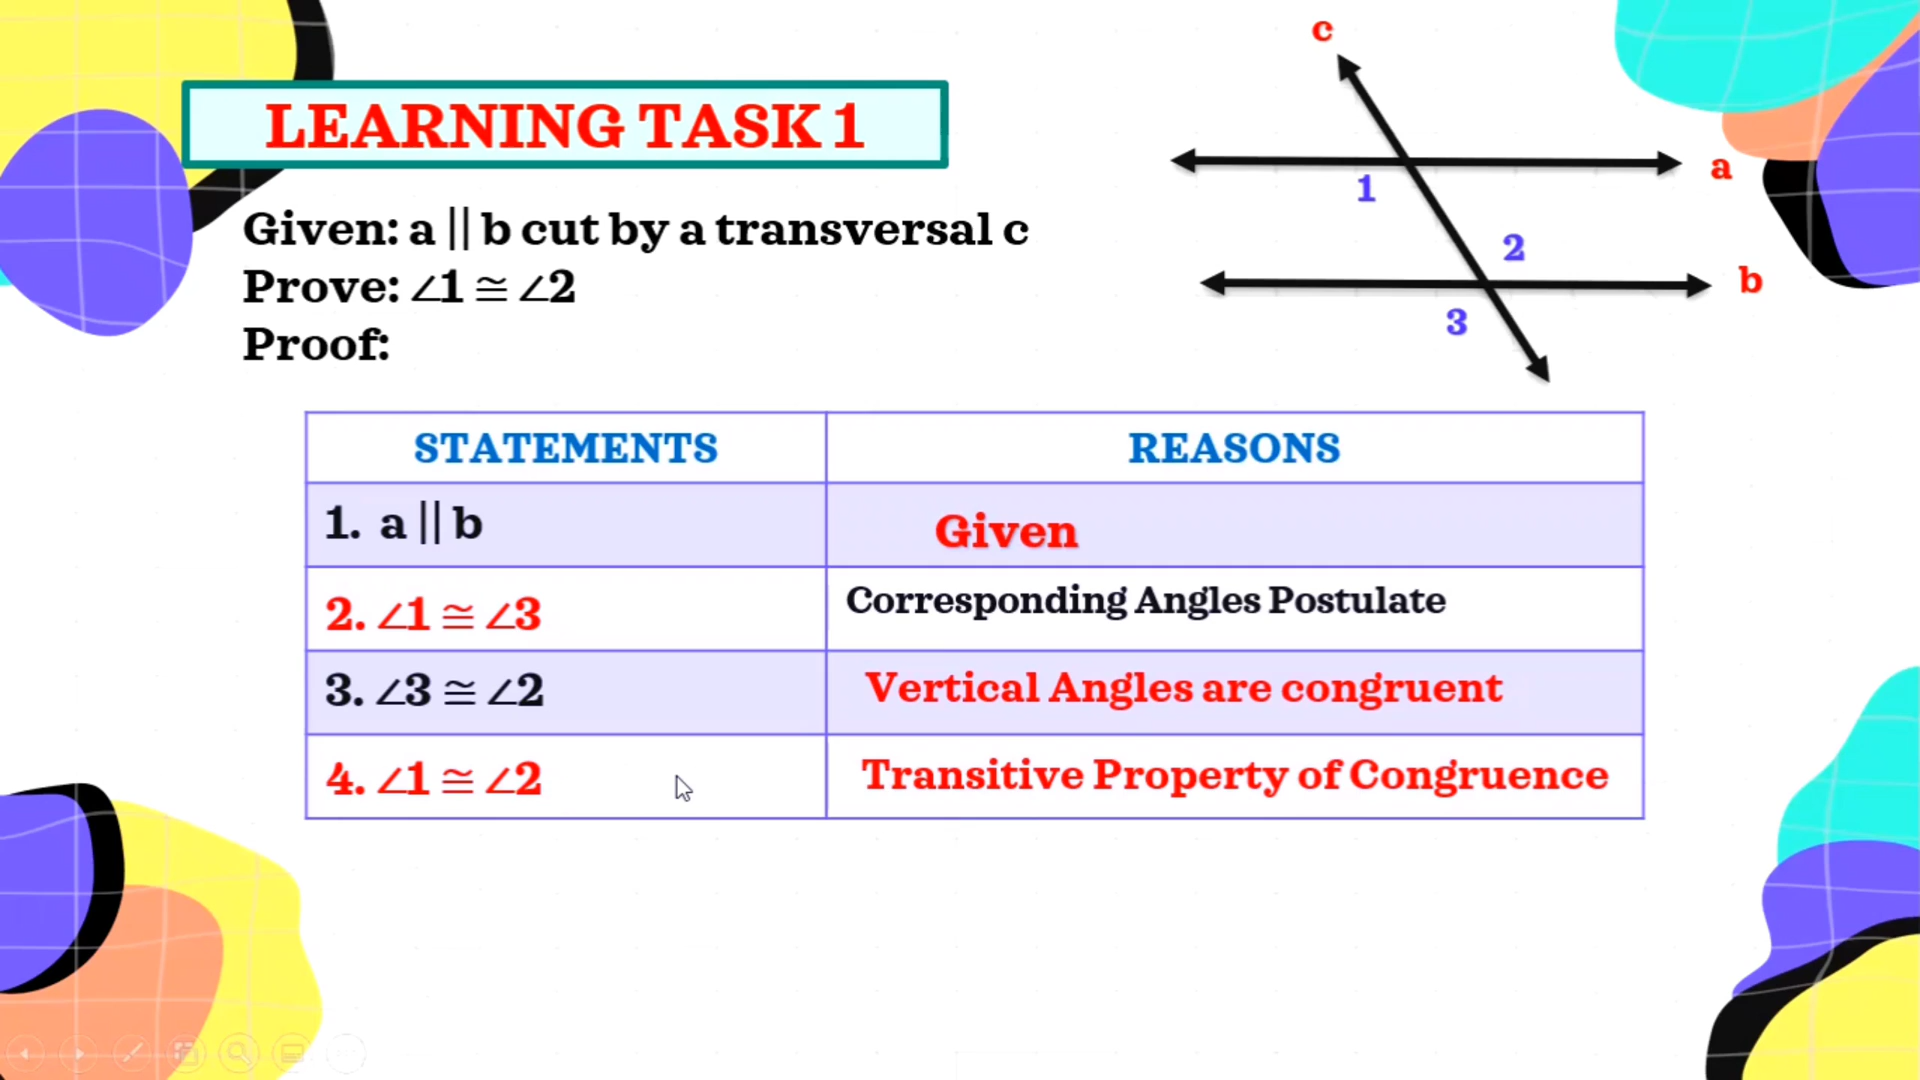 c
LEARNING TASK 1
a
1
Given: a || b cut by a transversal c
2
Prove: ∠1 ≅ ∠2
b
3
Proof:
STATEMENTS REASONS
1. a || b Given
2. ∠1 ≅ ∠3 Corresponding Angles Postulate
3. ∠3 ≅ ∠2 Vertical Angles are congruent
4. ∠1 ≅ ∠2 Transitive Property of Congruence